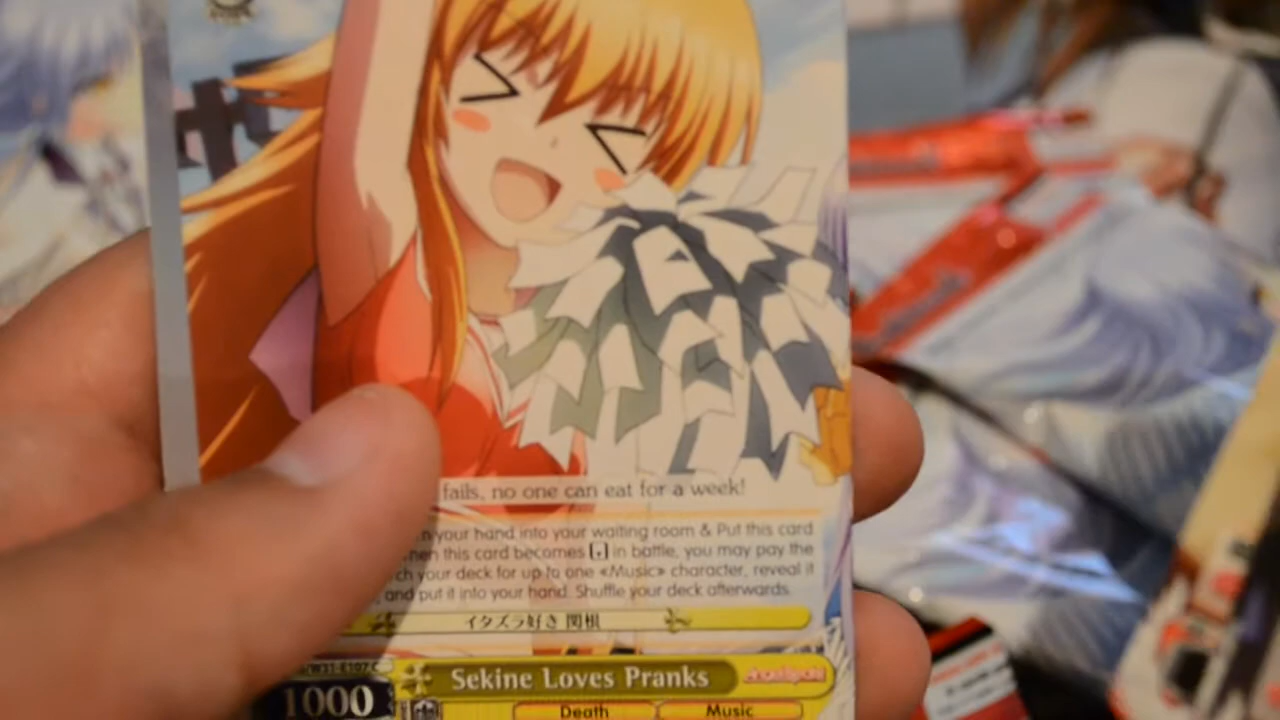 fails, no one can eat for a week!
your hand into your waiting room & Put this card
hen this card becomes in battle, you may pay the
ch your deck for up to one «Music» character, reveal it
and put it into your hand. Shuffle your deck afterwards.
イタズラ好き 関根
/W31-E107 C
Sekine Loves Pranks
1000
Death
Music